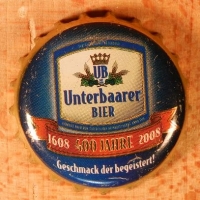 UB
Unterbaarer
BIER
1608 400 JAHRE 2008
Geschmack der begeistert!